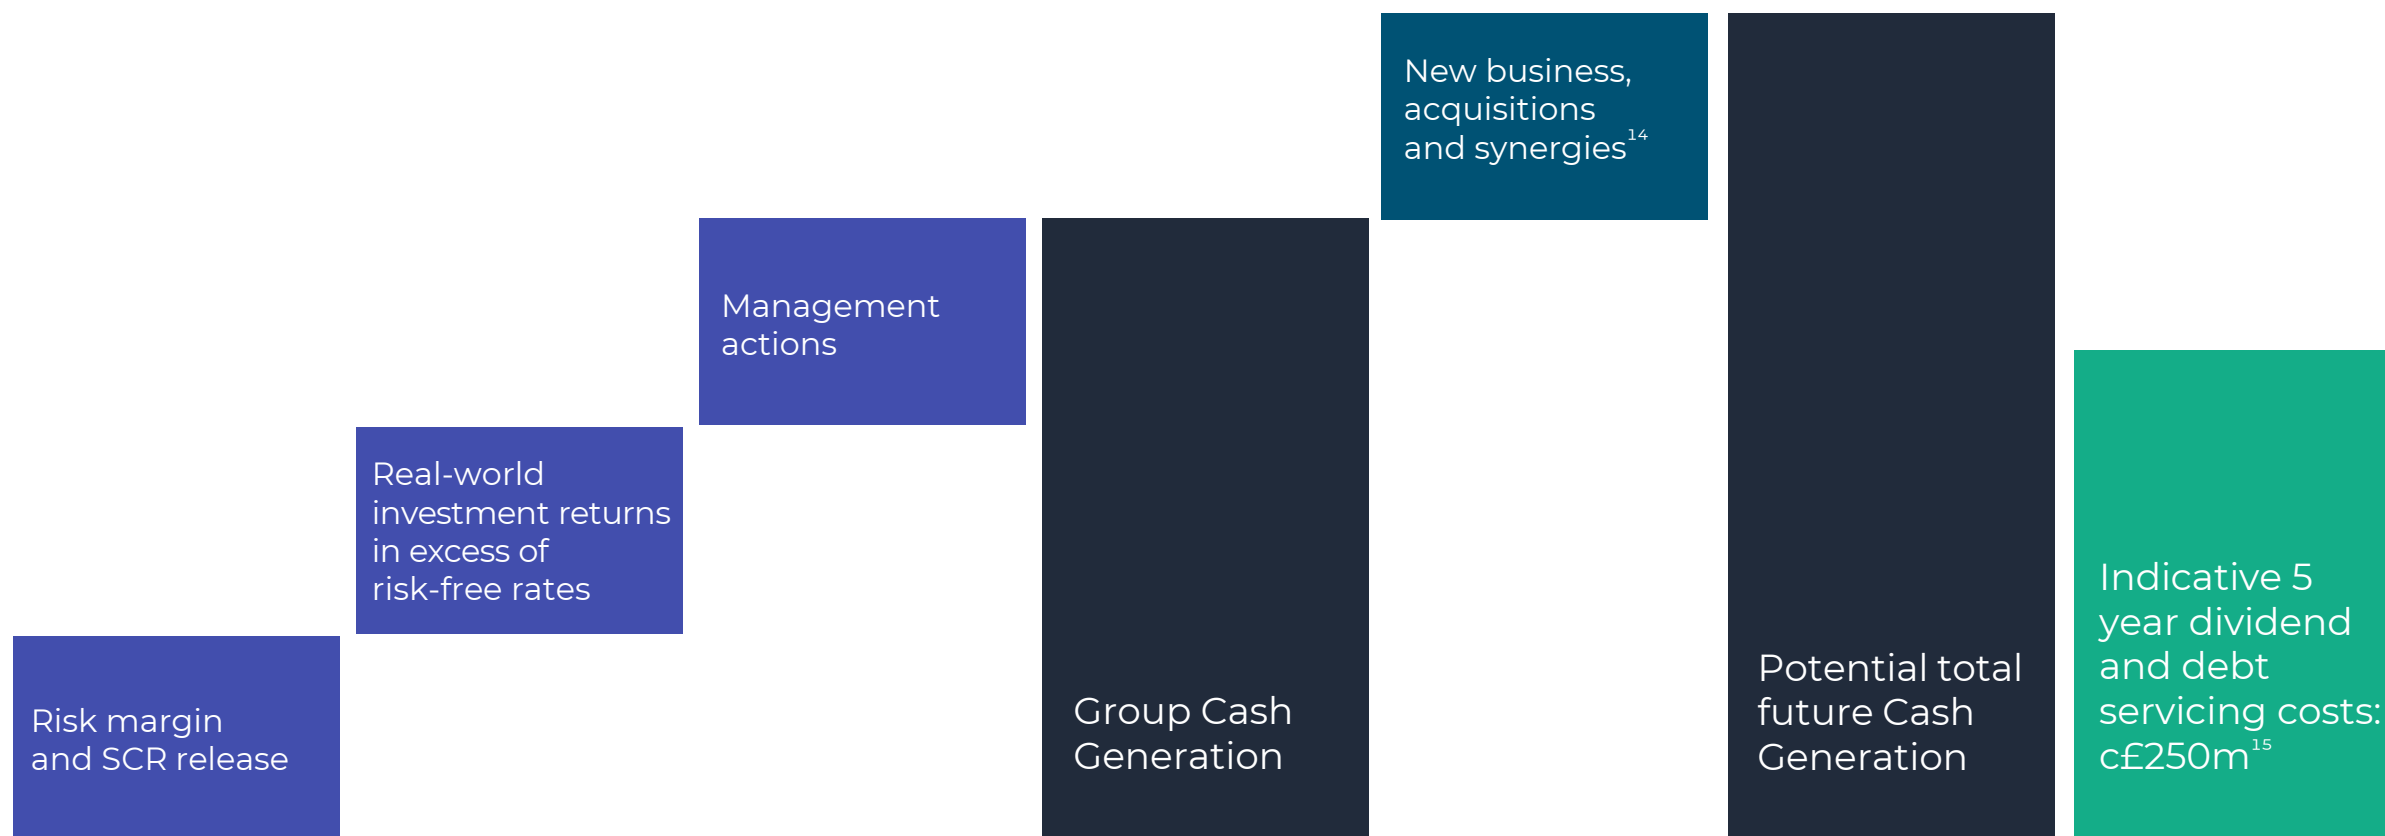 Risk margin
and SCR release
Real-world
investment returns
in excess of
risk-free rates
Management
actions
Group Cash
Generation
New business,
acquisitions
and synergies¹⁴
Potential total
future Cash
Generation
Indicative 5
year dividend
and debt
servicing costs:
c£250m¹⁵